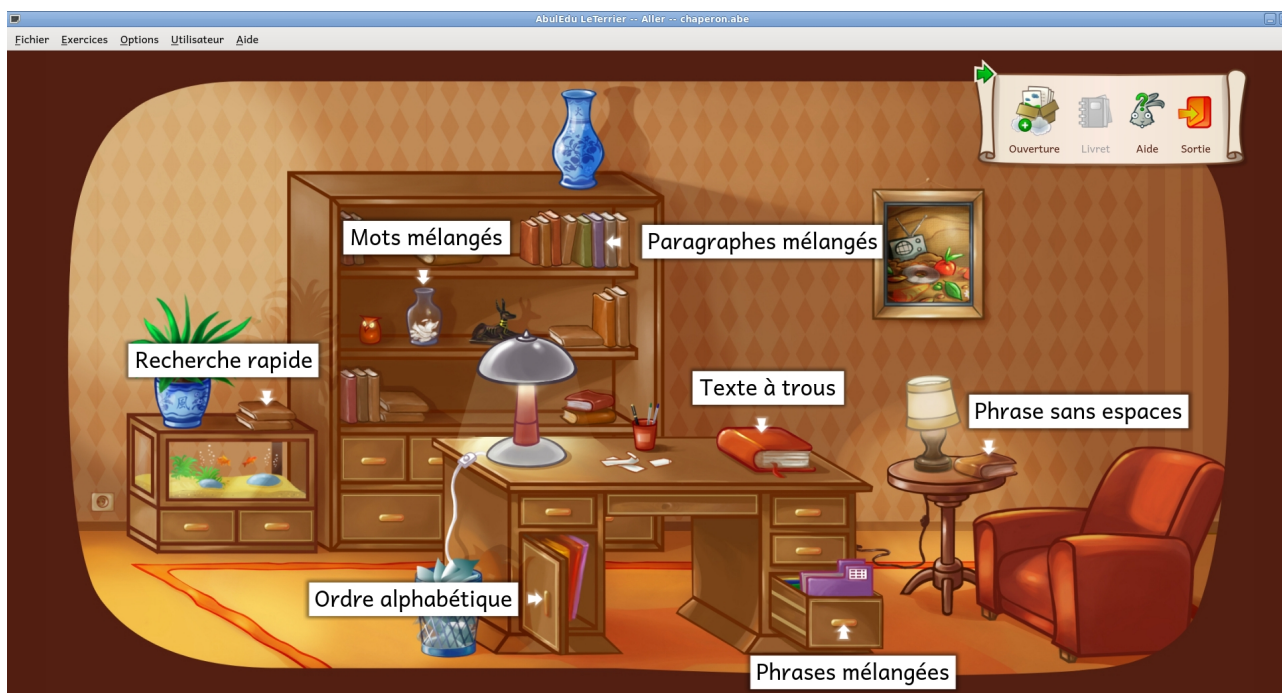 AbulEdu LeTerrier -- Aller -- chaperon.abe
Fichier Exercices Options Utilisateur Aide
Ouverture Livret Aide Sortie
Mots mélangés
Paragraphes mélangés
Recherche rapide
Texte à trous
Phrase sans espaces
Ordre alphabétique
Phrases mélangées